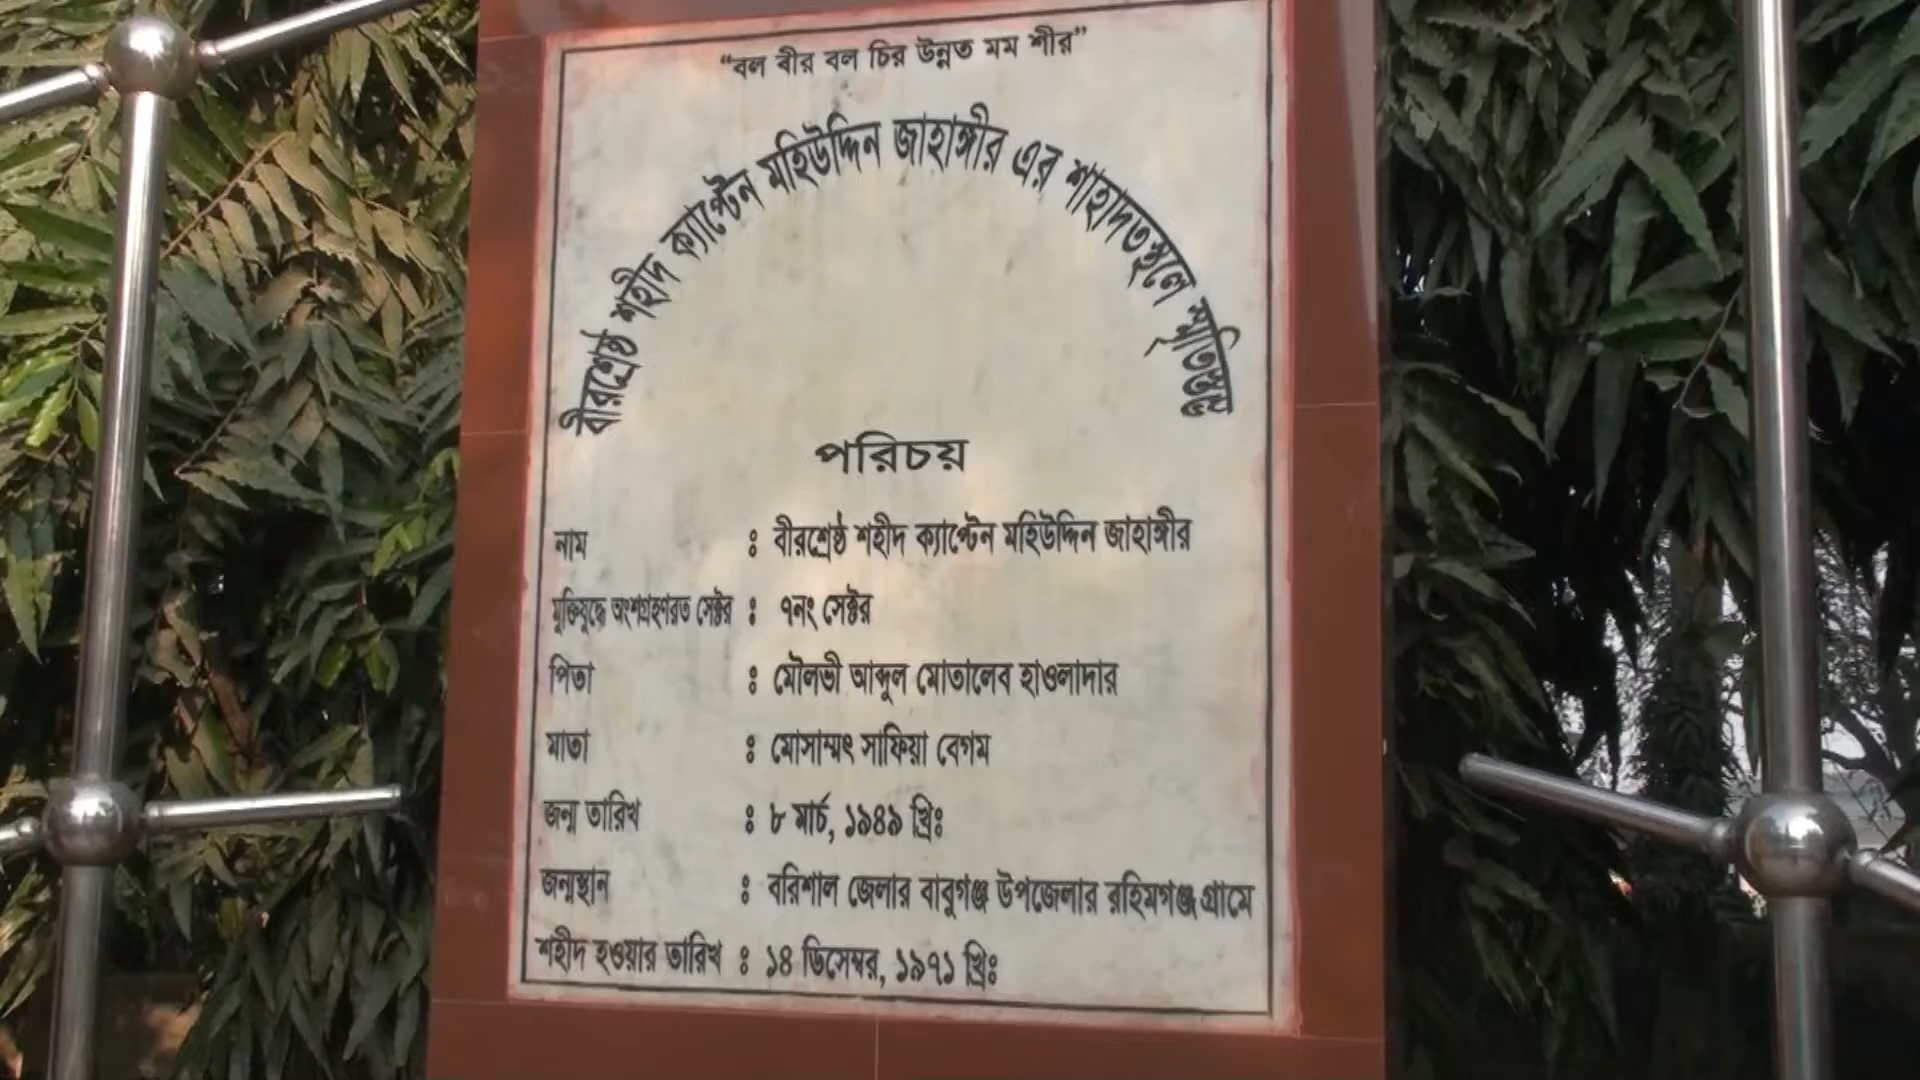 “বল বীর বল চির উন্নত মম শীর”
বীরশ্রেষ্ঠ শহীদ ক্যাপ্টেন মহিউদ্দিন জাহাঙ্গীর এর শাহাদতস্থলে স্মৃতিস্তম্ভ
পরিচয়
নাম : বীরশ্রেষ্ঠ শহীদ ক্যাপ্টেন মহিউদ্দিন জাহাঙ্গীর
মুক্তিযুদ্ধে অংশগ্রহণরত সেক্টর : ৭নং সেক্টর
পিতা : মৌলভী আব্দুল মোতালেব হাওলাদার
মাতা : মোসাম্মৎ সাফিয়া বেগম
জন্ম তারিখ : ৮ মার্চ, ১৯৪৯ খ্রিঃ
জন্মস্থান : বরিশাল জেলার বাবুগঞ্জ উপজেলার রহিমগঞ্জ গ্রামে
শহীদ হওয়ার তারিখ : ১৪ ডিসেম্বর, ১৯৭১ খ্রিঃ